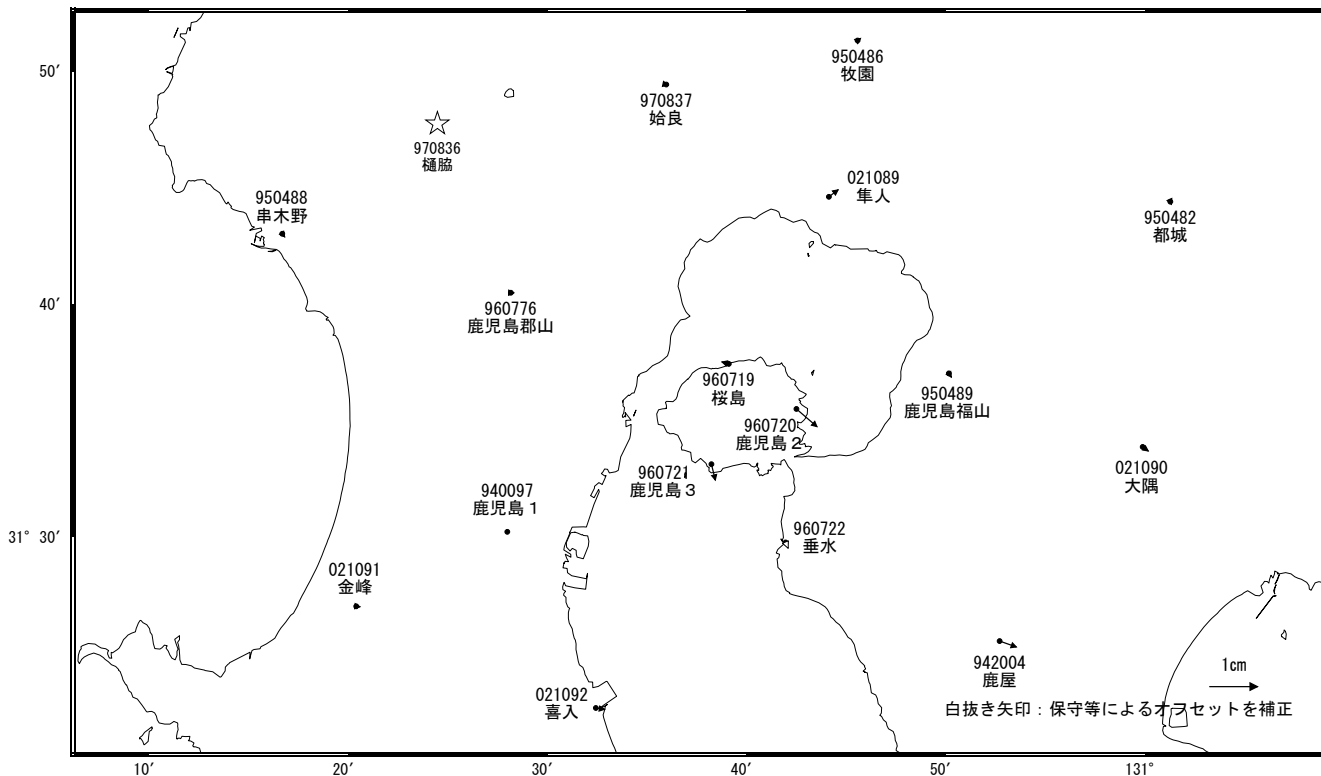 950486
牧園
50′
970837
姶良
970836
樋脇
021089
隼人
950488
串木野
950482
都城
40′
960776
鹿児島郡山
960719
桜島
950489
鹿児島福山
960720
鹿児島２
960721
鹿児島３
021090
大隅
940097
鹿児島１
960722
垂水
31° 30′
021091
金峰
942004
鹿屋
1cm
021092
喜入
白抜き矢印：保守等によるオフセットを補正
10′ 20′ 30′ 40′ 50′ 131°